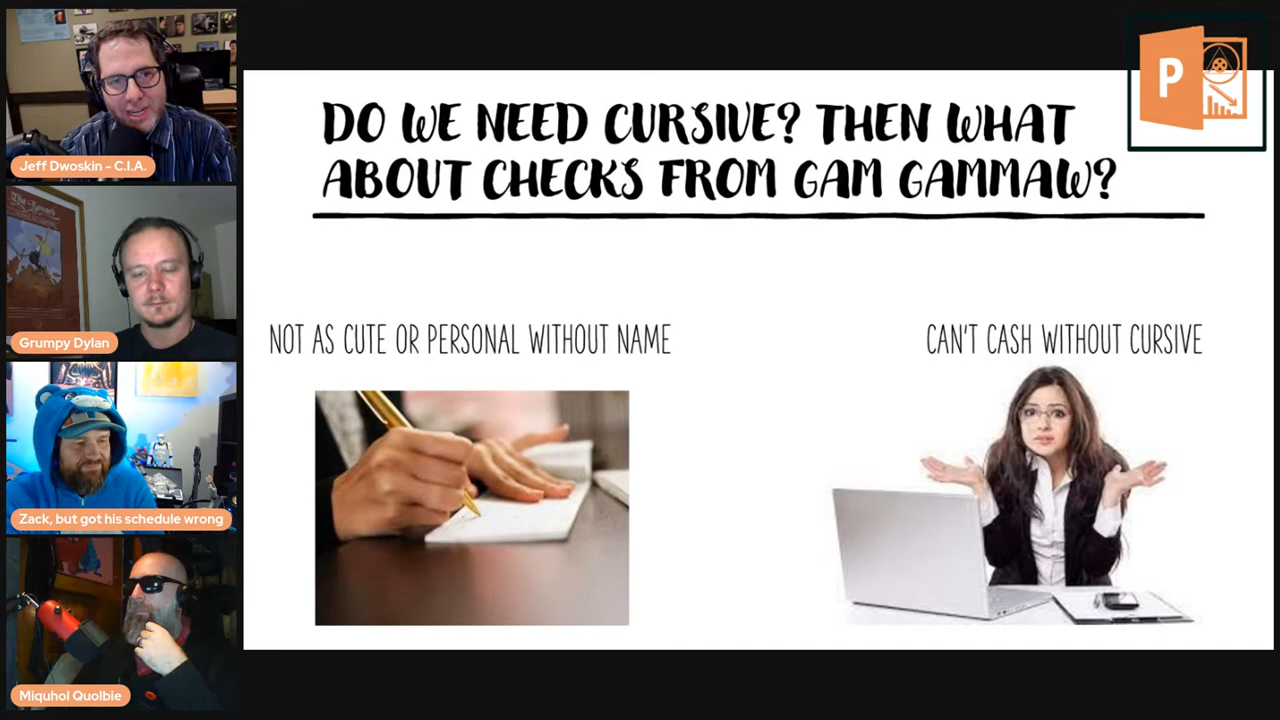 Jeff Dwoskin - C.I.A.
Grumpy Dylan
Zack, but got his schedule wrong
Miquhol Quolbie
DO WE NEED CURSIVE? THEN WHAT
ABOUT CHECKS FROM GAM GAMMAW?
NOT AS CUTE OR PERSONAL WITHOUT NAME
CAN'T CASH WITHOUT CURSIVE
P